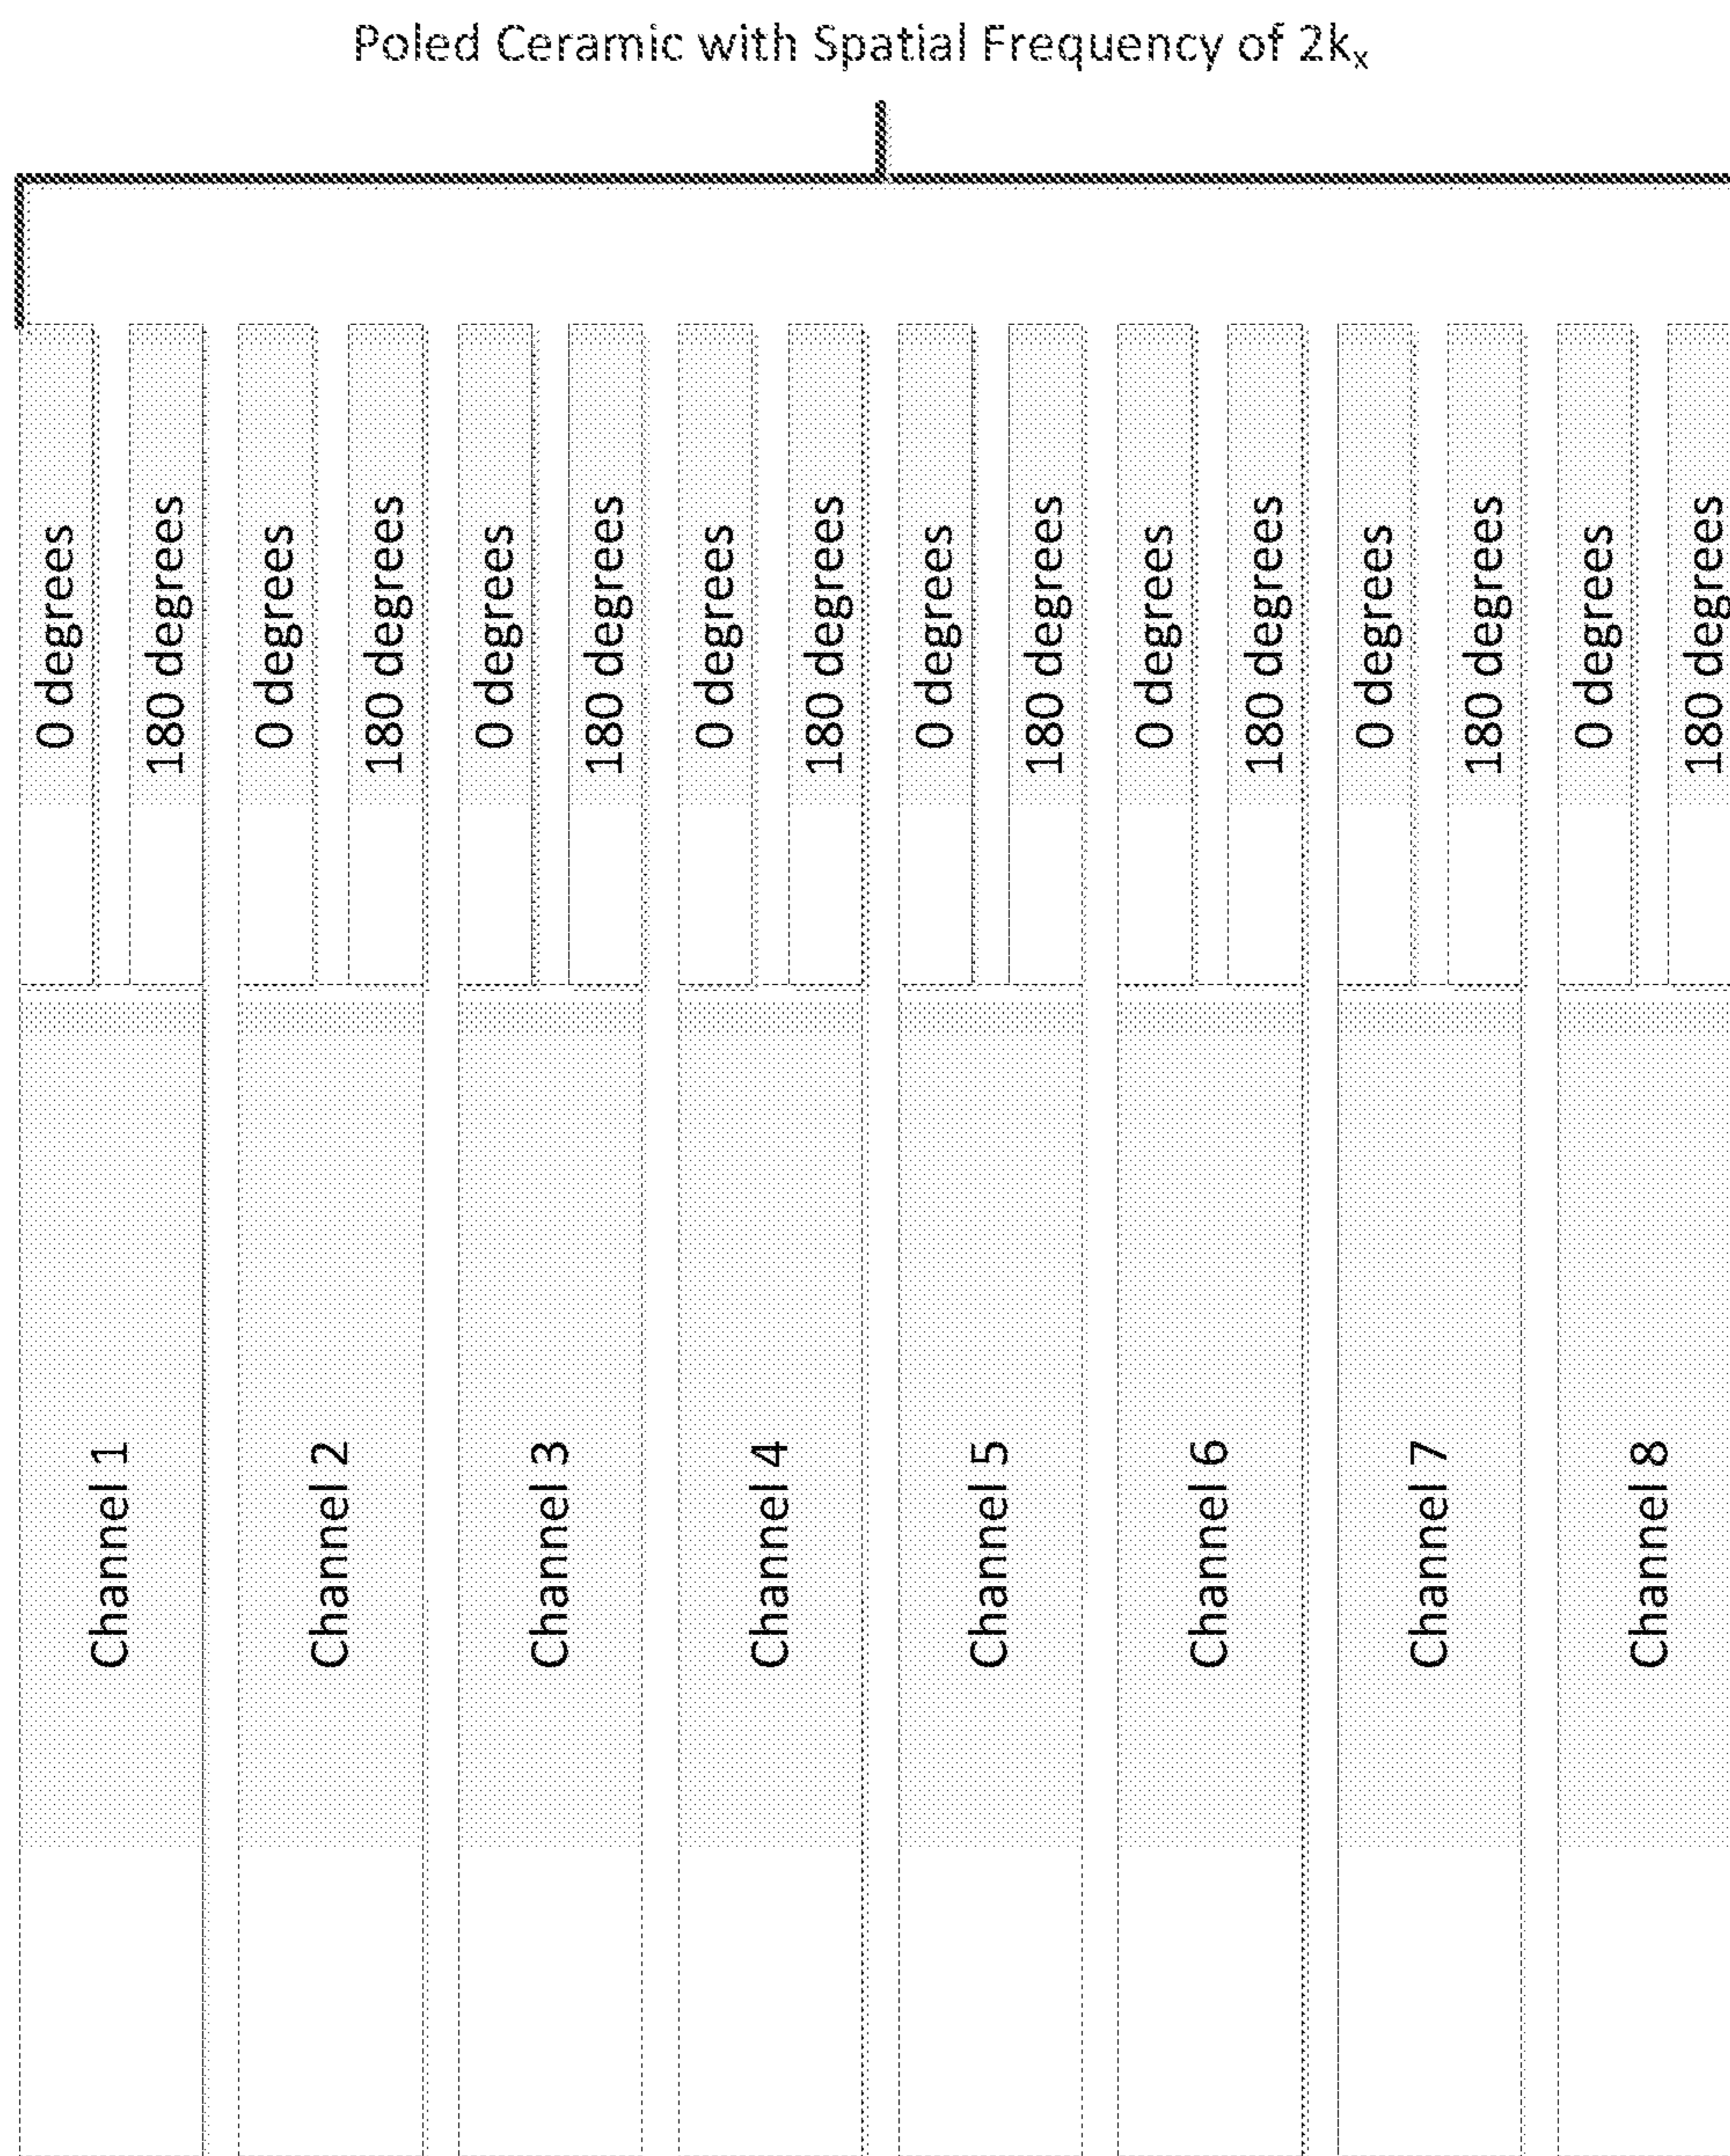 Poled Ceramic with Spatial Frequency of 2kₓ
0 degrees
180 degrees
0 degrees
180 degrees
0 degrees
180 degrees
0 degrees
180 degrees
0 degrees
180 degrees
0 degrees
180 degrees
0 degrees
180 degrees
0 degrees
180 degrees
Channel 1
Channel 2
Channel 3
Channel 4
Channel 5
Channel 6
Channel 7
Channel 8